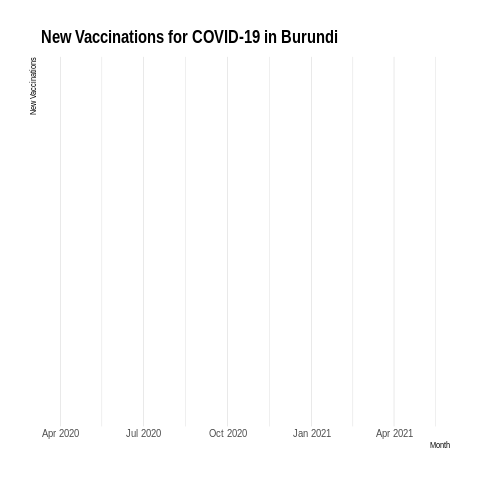 New Vaccinations for COVID-19 in Burundi
New Vaccinations
Apr 2020 Jul 2020 Oct 2020 Jan 2021 Apr 2021
Month